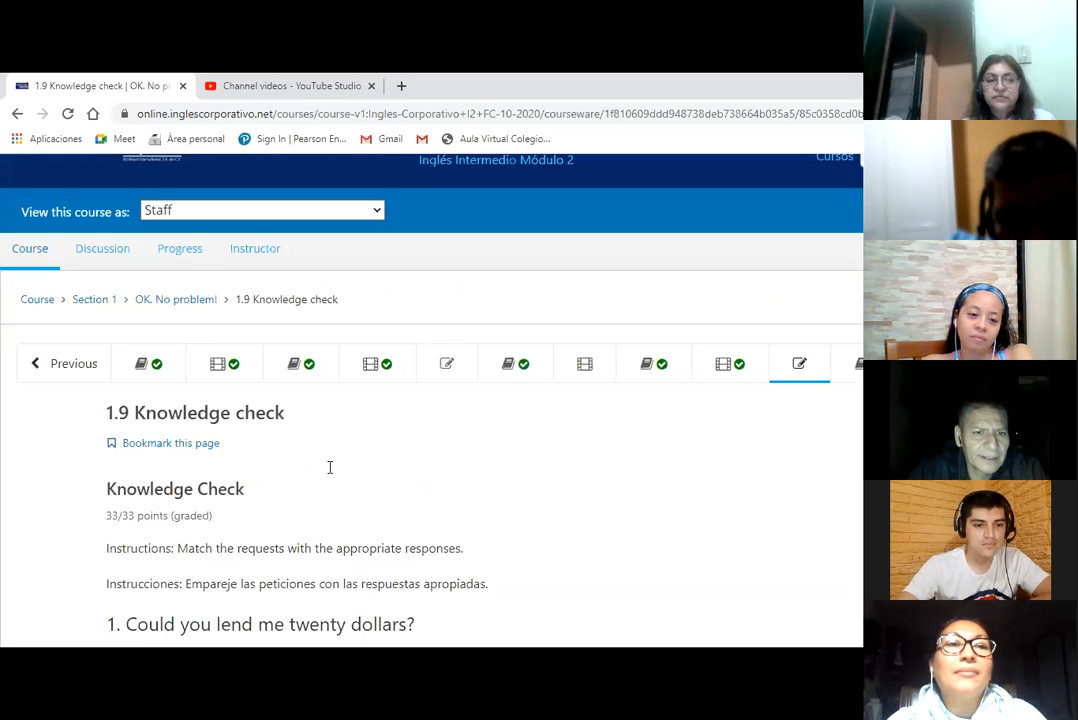 1.9 Knowledge check | OK. No pr
Channel videos - YouTube Studio
online.inglescorporativo.net/courses/course-v1:Ingles-Corporativo+I2+FC-10-2020/courseware/1f810609ddd948738deb738664b035a5/85c0358cd0b
Aplicaciones Meet Área personal Sign In | Pearson En... Gmail Aula Virtual Colegio...
Inglés Intermedio Módulo 2 Cursos
View this course as: Staff
Course Discussion Progress Instructor
Course > Section 1 > OK. No problem! > 1.9 Knowledge check
Previous
1.9 Knowledge check
Bookmark this page
Knowledge Check
33/33 points (graded)
Instructions: Match the requests with the appropriate responses.
Instrucciones: Empareje las peticiones con las respuestas apropiadas.
1. Could you lend me twenty dollars?